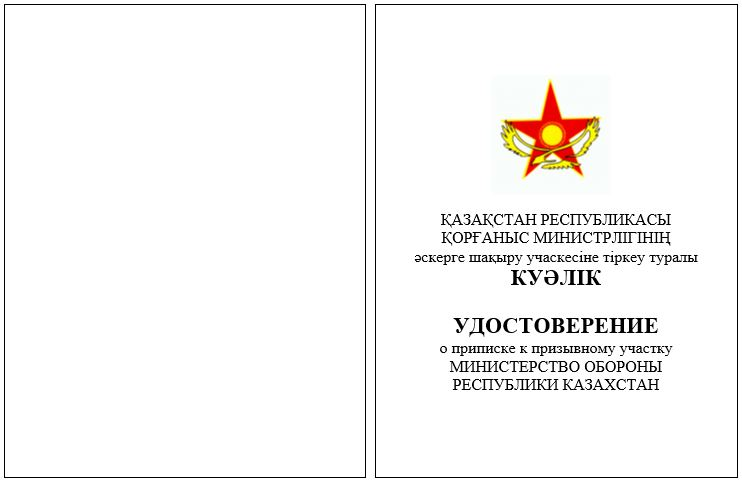 ҚАЗАҚСТАН РЕСПУБЛИКАСЫ
ҚОРҒАНЫС МИНИСТРЛІГІНІҢ
әскерге шақыру учаскесіне тіркеу туралы
КУӘЛІК
УДОСТОВЕРЕНИЕ
о приписке к призывному участку
МИНИСТЕРСТВО ОБОРОНЫ
РЕСПУБЛИКИ КАЗАХСТАН